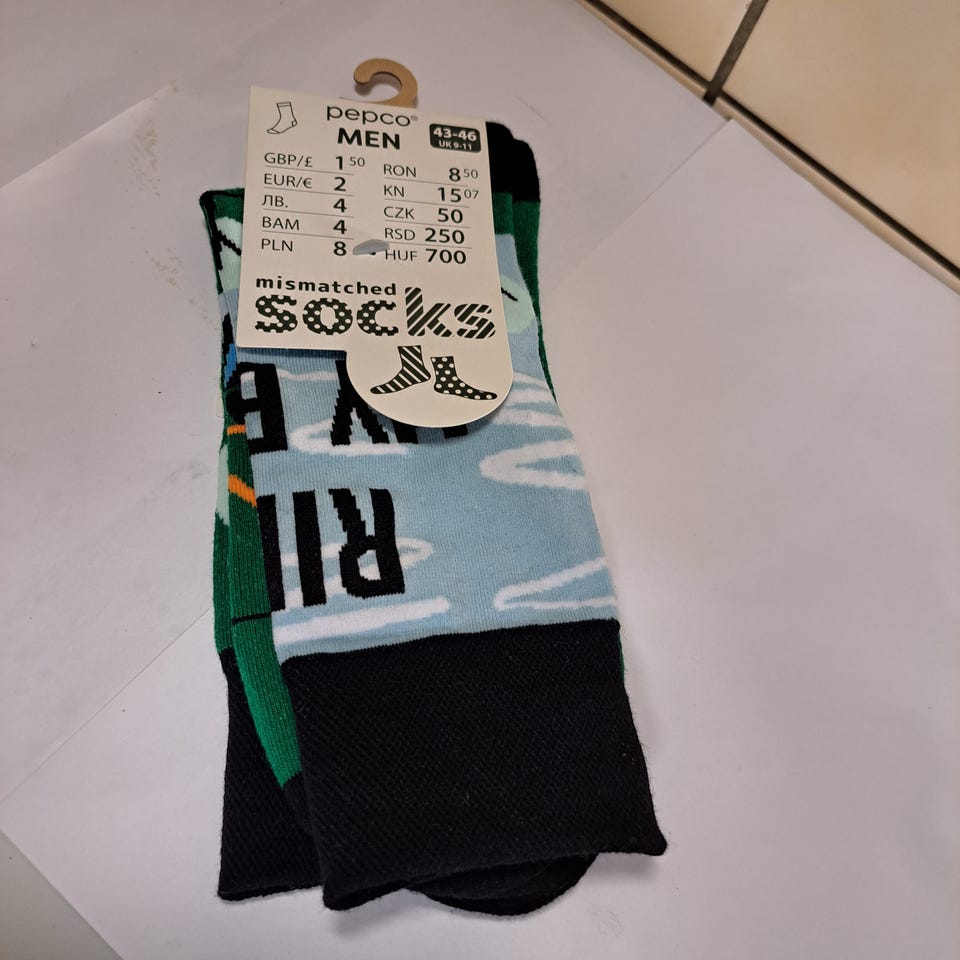 pepco®
MEN
43-46
UK 9-11
GBP/£ 1 50
EUR/€ 2
ЛВ. 4
BAM 4
PLN 8
RON 8 50
KN 15 07
CZK 50
RSD 250
HUF 700
mismatched
socks